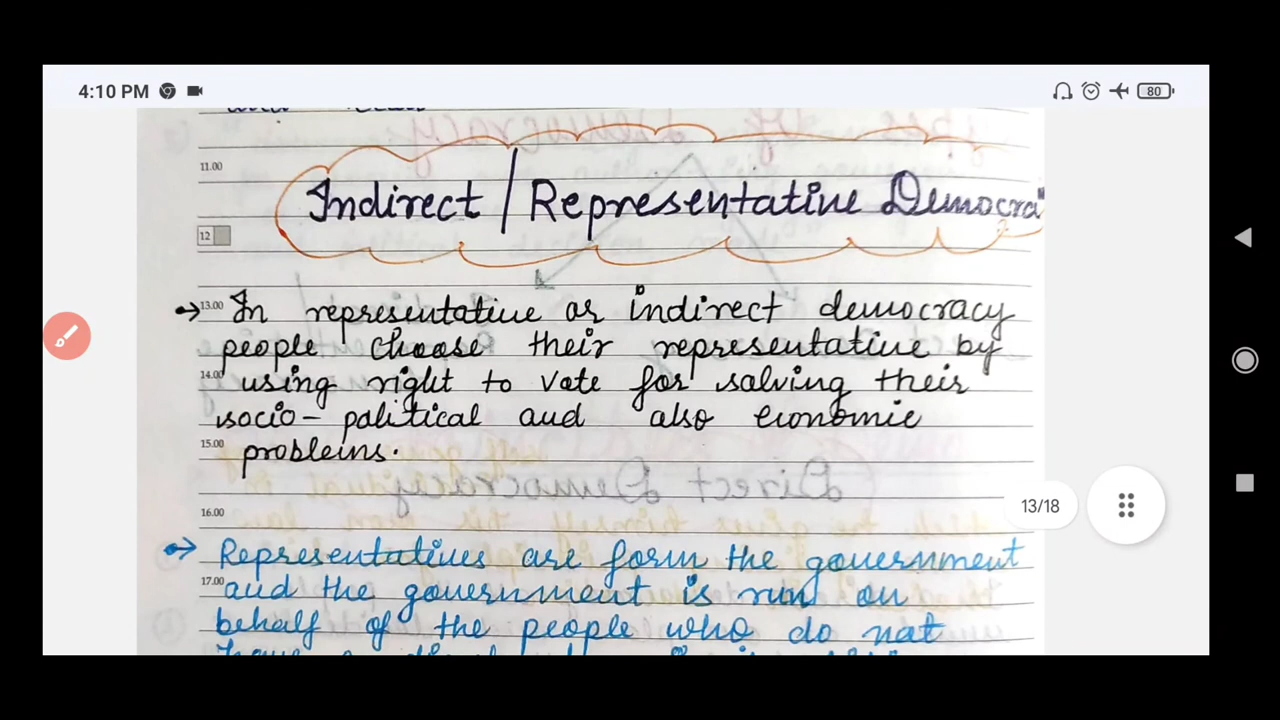 4:10 PM
80
11.00
Indirect / Representative Democra
12
13.00
→ In representative or indirect democracy
people choose their representative by
14.00
using right to vote for solving their
socio-political and also economic
15.00
problems.
16.00
→ Representatives are form the government
17.00
and the government is run on
behalf of the people who do not
13/18